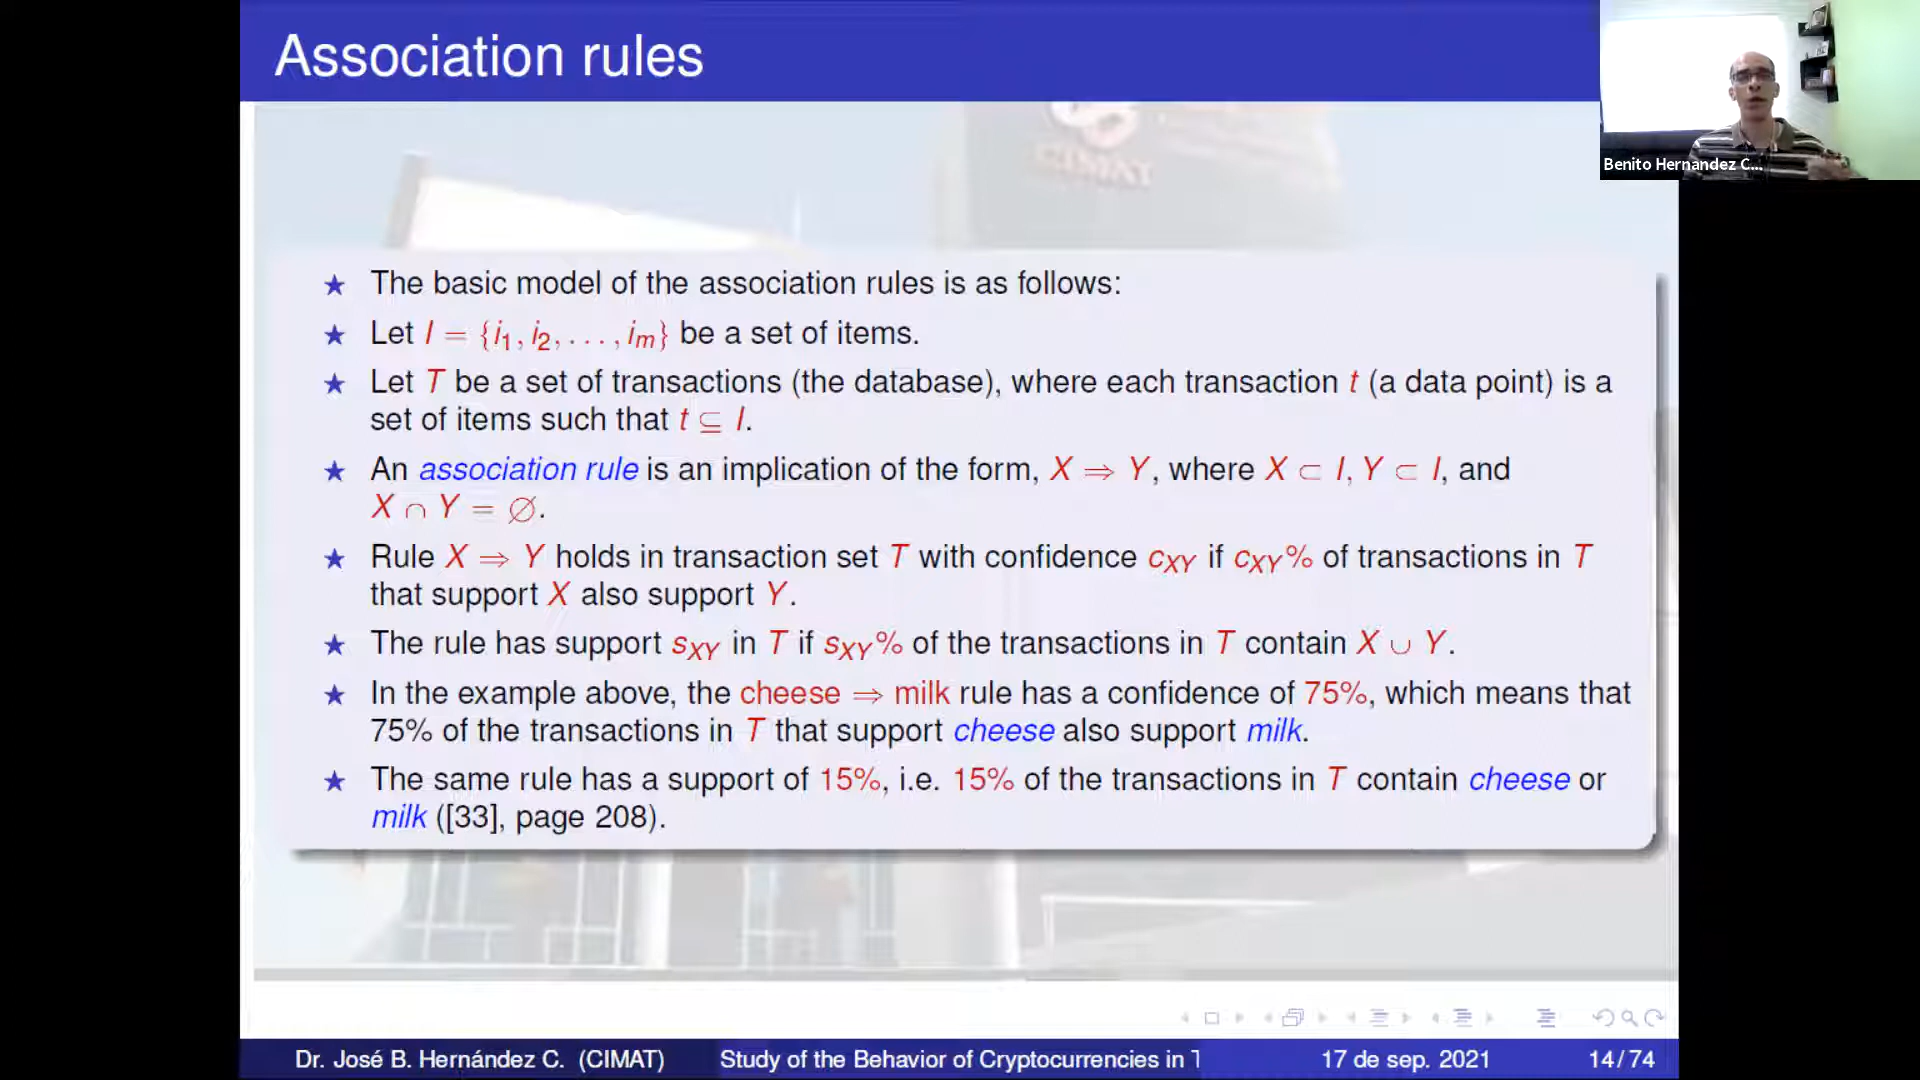 Association rules
Benito Hernandez C...
CIMAT
★ The basic model of the association rules is as follows:
★ Let I = {i₁, i₂, . . . , iₘ} be a set of items.
★ Let T be a set of transactions (the database), where each transaction t (a data point) is a
set of items such that t ⊆ I.
★ An association rule is an implication of the form, X ⇒ Y, where X ⊂ I, Y ⊂ I, and
X ∩ Y = ∅.
★ Rule X ⇒ Y holds in transaction set T with confidence c_XY if c_XY% of transactions in T
that support X also support Y.
★ The rule has support s_XY in T if s_XY% of the transactions in T contain X ∪ Y.
★ In the example above, the cheese ⇒ milk rule has a confidence of 75%, which means that
75% of the transactions in T that support cheese also support milk.
★ The same rule has a support of 15%, i.e. 15% of the transactions in T contain cheese or
milk ([33], page 208).
Dr. José B. Hernández C. (CIMAT) Study of the Behavior of Cryptocurrencies in T 17 de sep. 2021 14/74